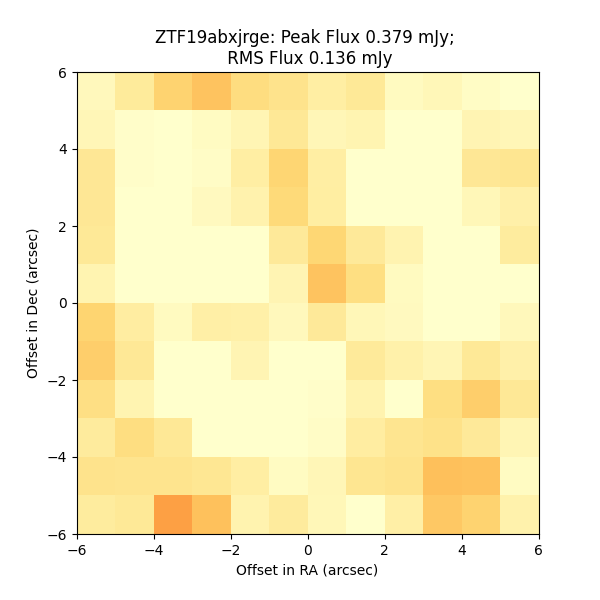 ZTF19abxjrge: Peak Flux 0.379 mJy;
RMS Flux 0.136 mJy
6
4
2
0
−2
−4
−6
Offset in Dec (arcsec)
−6 −4 −2 0 2 4 6
Offset in RA (arcsec)